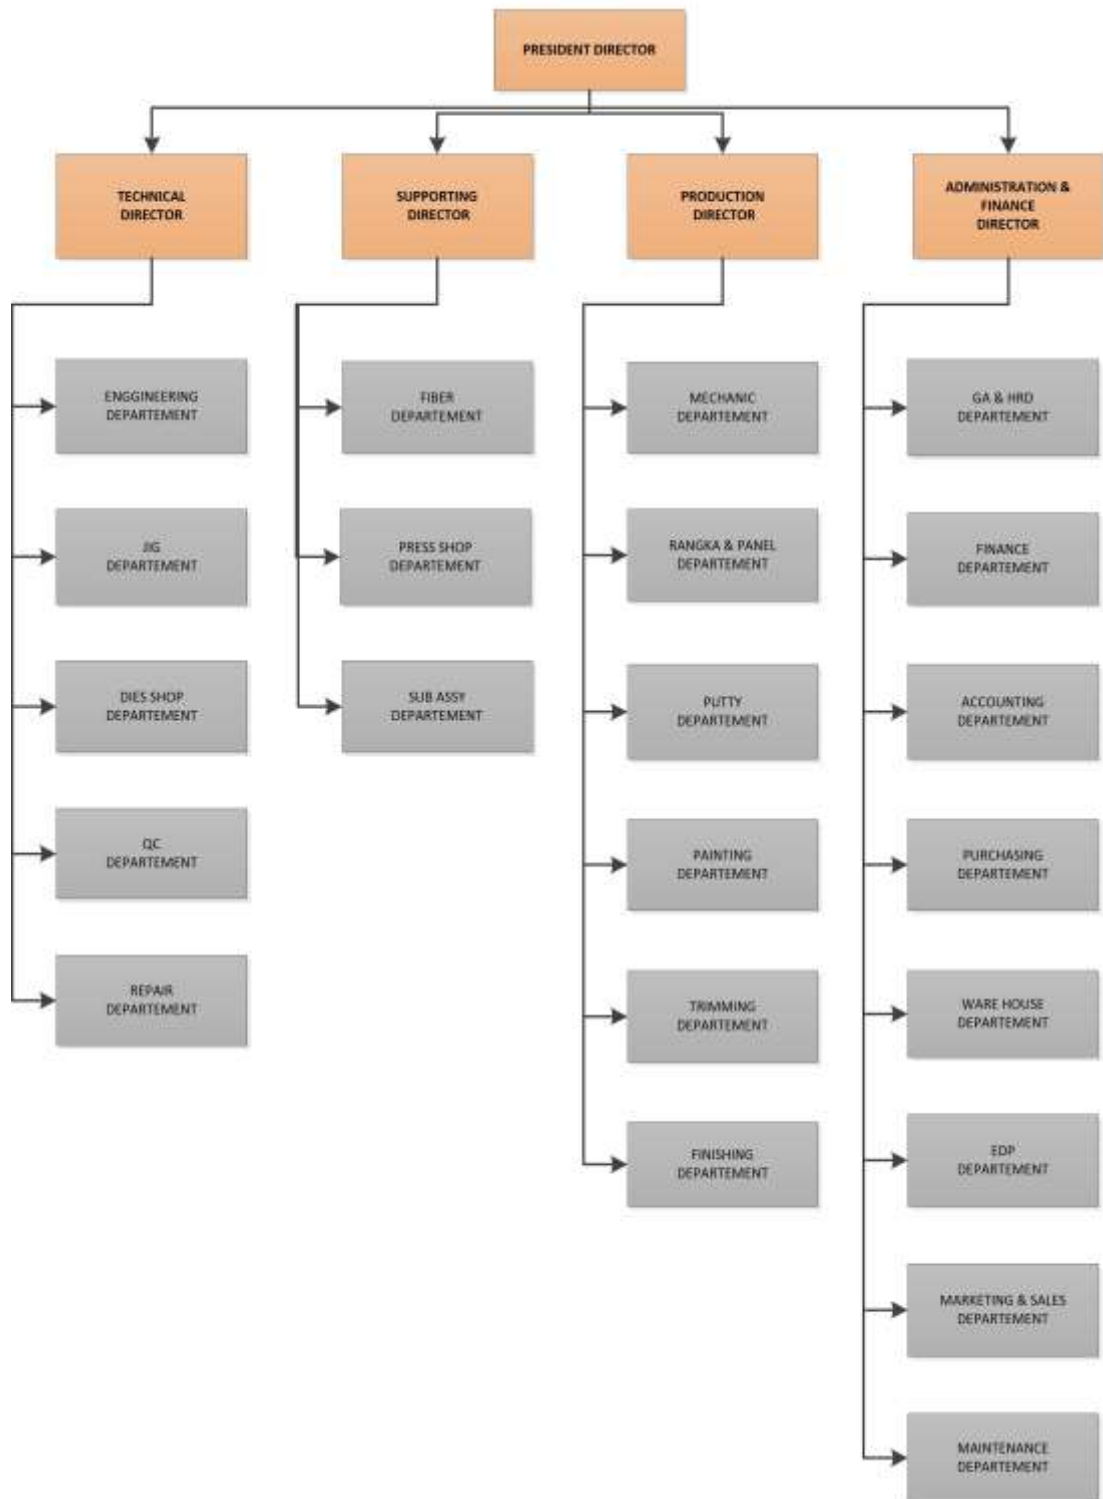 PRESIDENT DIRECTOR
TECHNICAL
DIRECTOR
SUPPORTING
DIRECTOR
PRODUCTION
DIRECTOR
ADMINISTRATION &
FINANCE
DIRECTOR
ENGGINEERING
DEPARTEMENT
JIG
DEPARTEMENT
DIES SHOP
DEPARTEMENT
QC
DEPARTEMENT
REPAIR
DEPARTEMENT
FIBER
DEPARTEMENT
PRESS SHOP
DEPARTEMENT
SUB ASSY
DEPARTEMENT
MECHANIC
DEPARTEMENT
RANGKA & PANEL
DEPARTEMENT
PUTTY
DEPARTEMENT
PAINTING
DEPARTEMENT
TRIMMING
DEPARTEMENT
FINISHING
DEPARTEMENT
GA & HRD
DEPARTEMENT
FINANCE
DEPARTEMENT
ACCOUNTING
DEPARTEMENT
PURCHASING
DEPARTEMENT
WARE HOUSE
DEPARTEMENT
EDP
DEPARTEMENT
MARKETING & SALES
DEPARTEMENT
MAINTENANCE
DEPARTEMENT